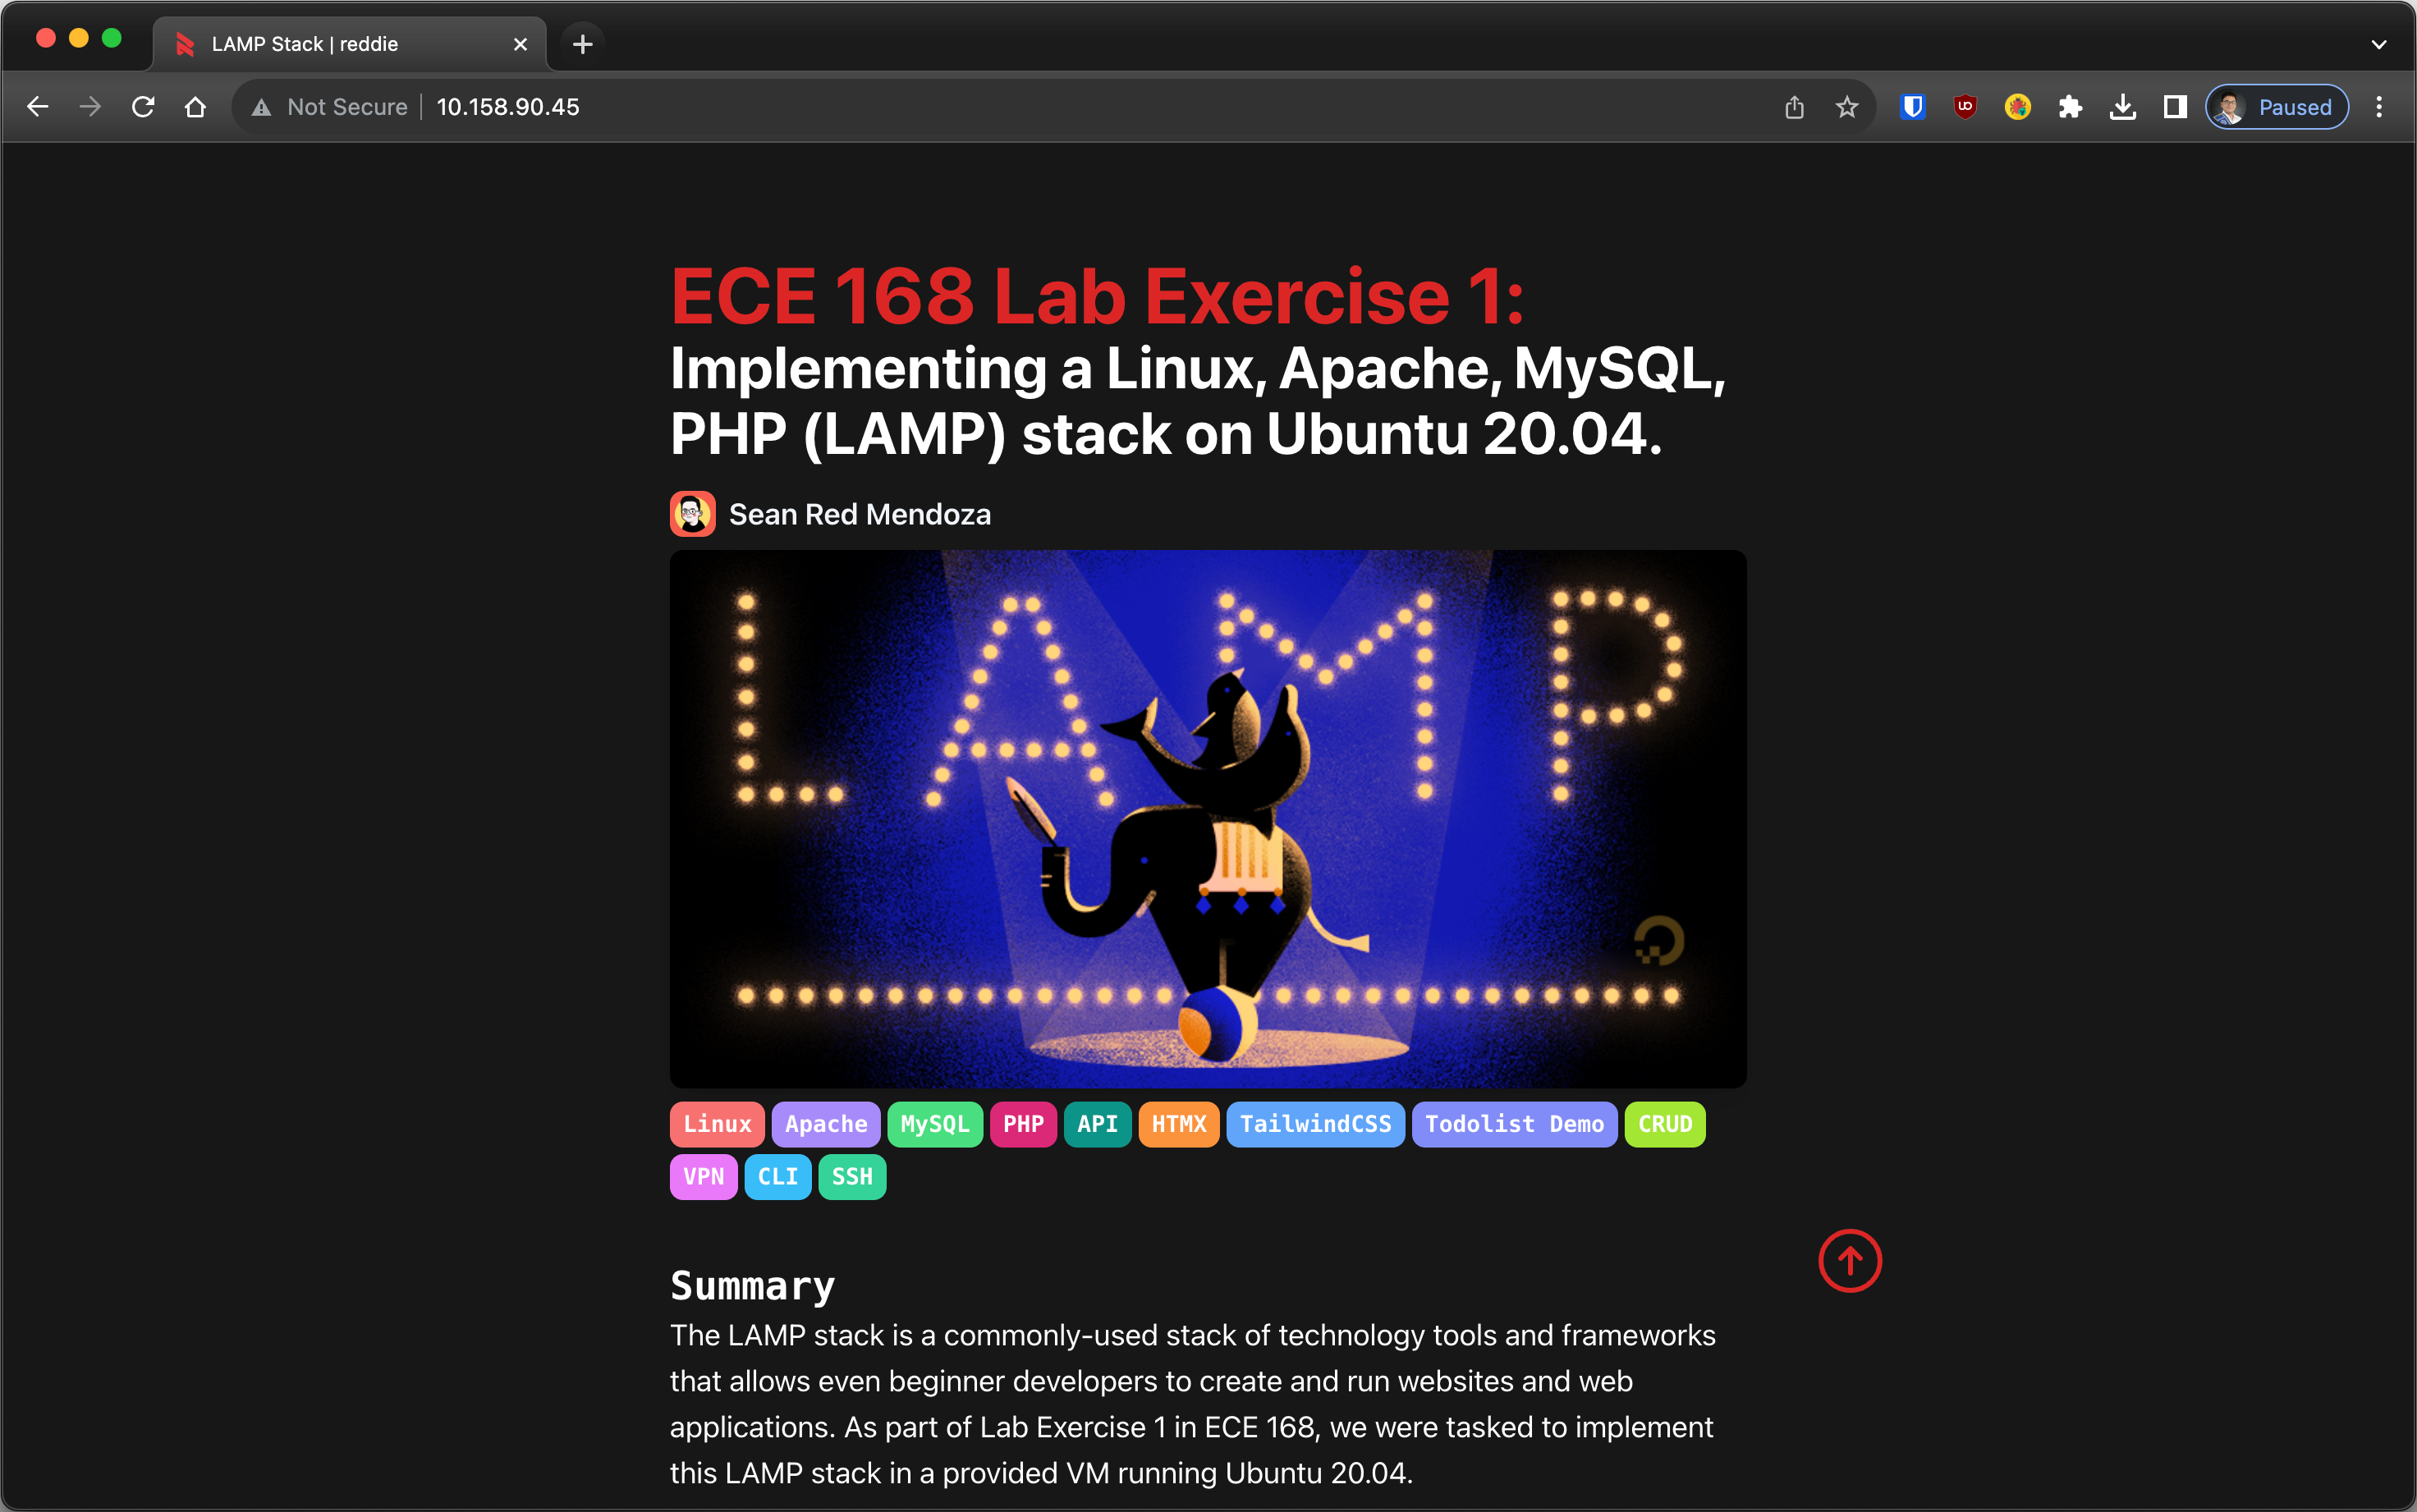 LAMP Stack | reddie
Not Secure
10.158.90.45
Paused
ECE 168 Lab Exercise 1:
Implementing a Linux, Apache, MySQL,
PHP (LAMP) stack on Ubuntu 20.04.
Sean Red Mendoza
LAMP
Linux Apache MySQL PHP API HTMX TailwindCSS Todolist Demo CRUD
VPN CLI SSH
Summary
The LAMP stack is a commonly-used stack of technology tools and frameworks
that allows even beginner developers to create and run websites and web
applications. As part of Lab Exercise 1 in ECE 168, we were tasked to implement
this LAMP stack in a provided VM running Ubuntu 20.04.